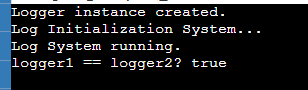 Logger instance created.
Log Initialization System...
Log System running.
logger1 == logger2? true